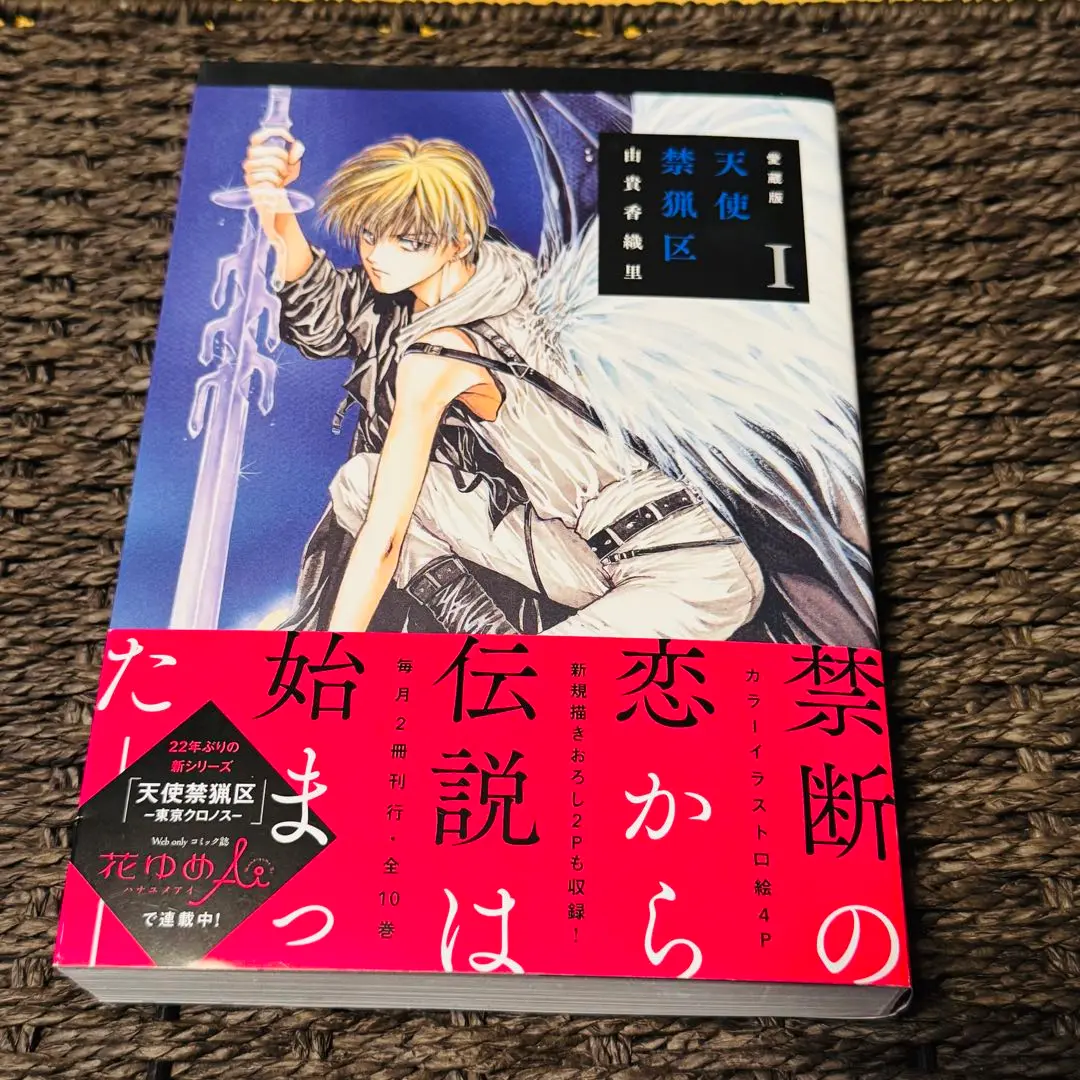 愛蔵版
天使
禁猟区
I
由貴香織里
禁断の
カラーイラスト口絵4P
恋から
新規描きおろし2Pも収録!
伝説は
毎月2冊刊行・全10巻
始まっ
た――
22年ぶりの
新シリーズ
「天使禁猟区」
−東京クロノス−
Web only コミック誌
花ゆめAi
ハナユメアイ
で連載中!